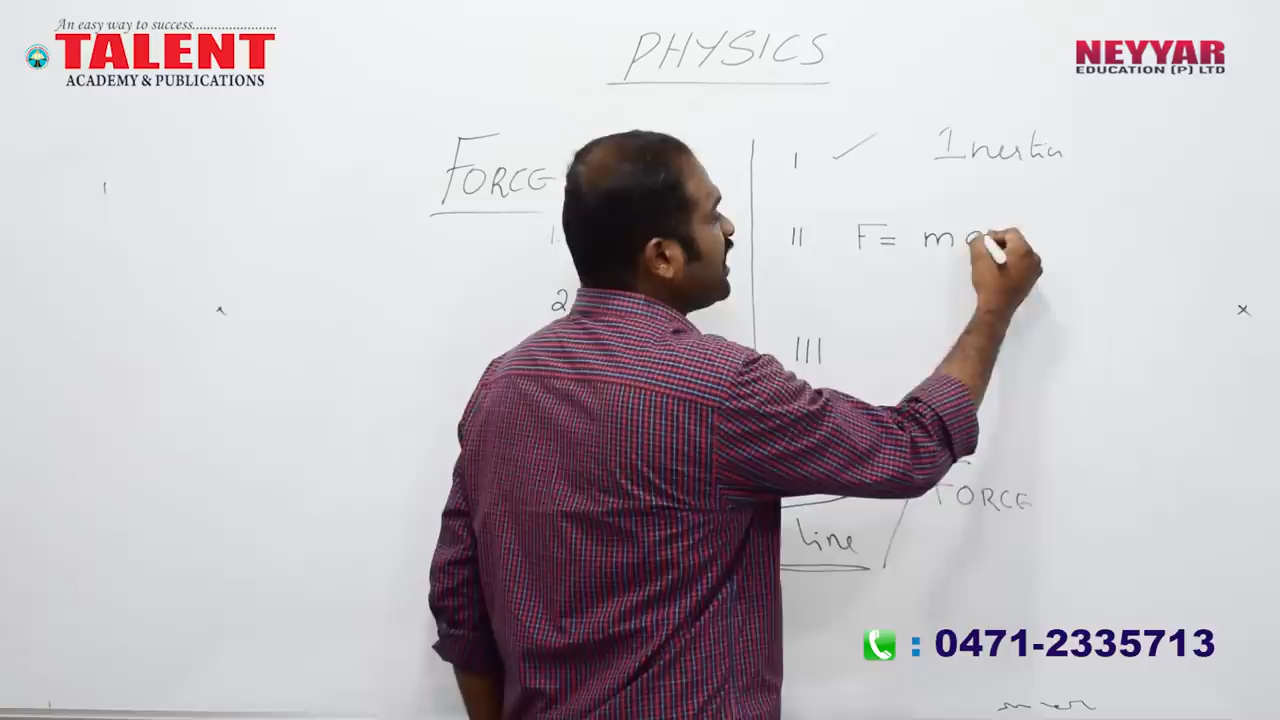 An easy way to success............................
TALENT
ACADEMY & PUBLICATIONS
NEYYAR
EDUCATION (P) LTD
PHYSICS
FORCE
1.
2
I ✓ Inertia
II F = ma
III
FORCE
line
: 0471-2335713